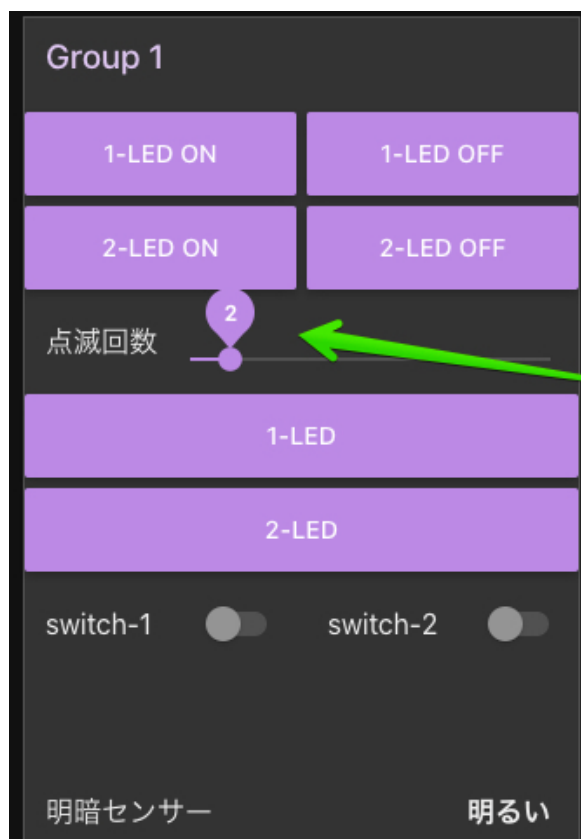 Group 1
1-LED ON 1-LED OFF
2-LED ON 2-LED OFF
2
点滅回数
1-LED
2-LED
switch-1 switch-2
明暗センサー 明るい